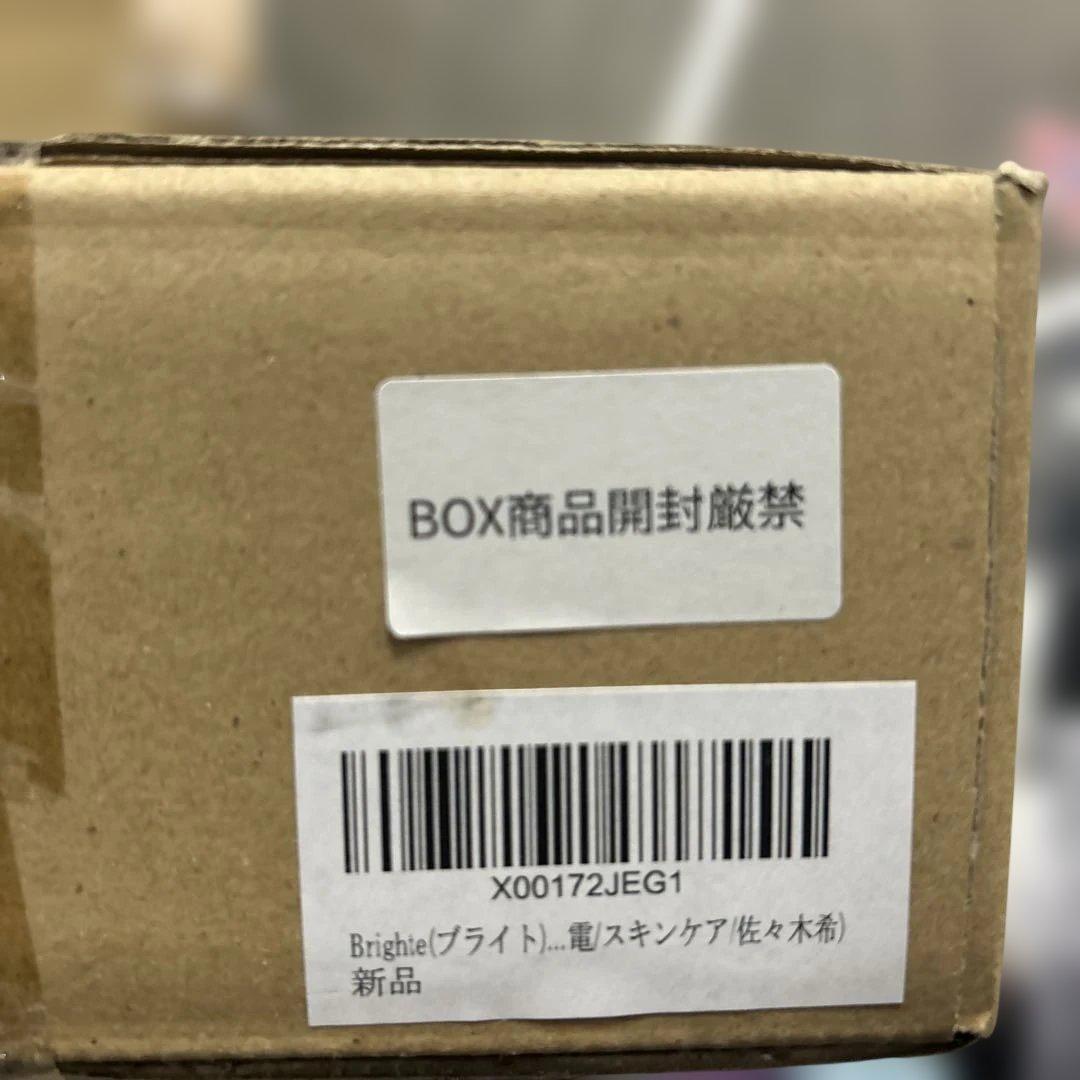 BOX商品開封厳禁
X00172JEG1
Brighte(ブライト)...電/スキンケア/佐々木希)
新品